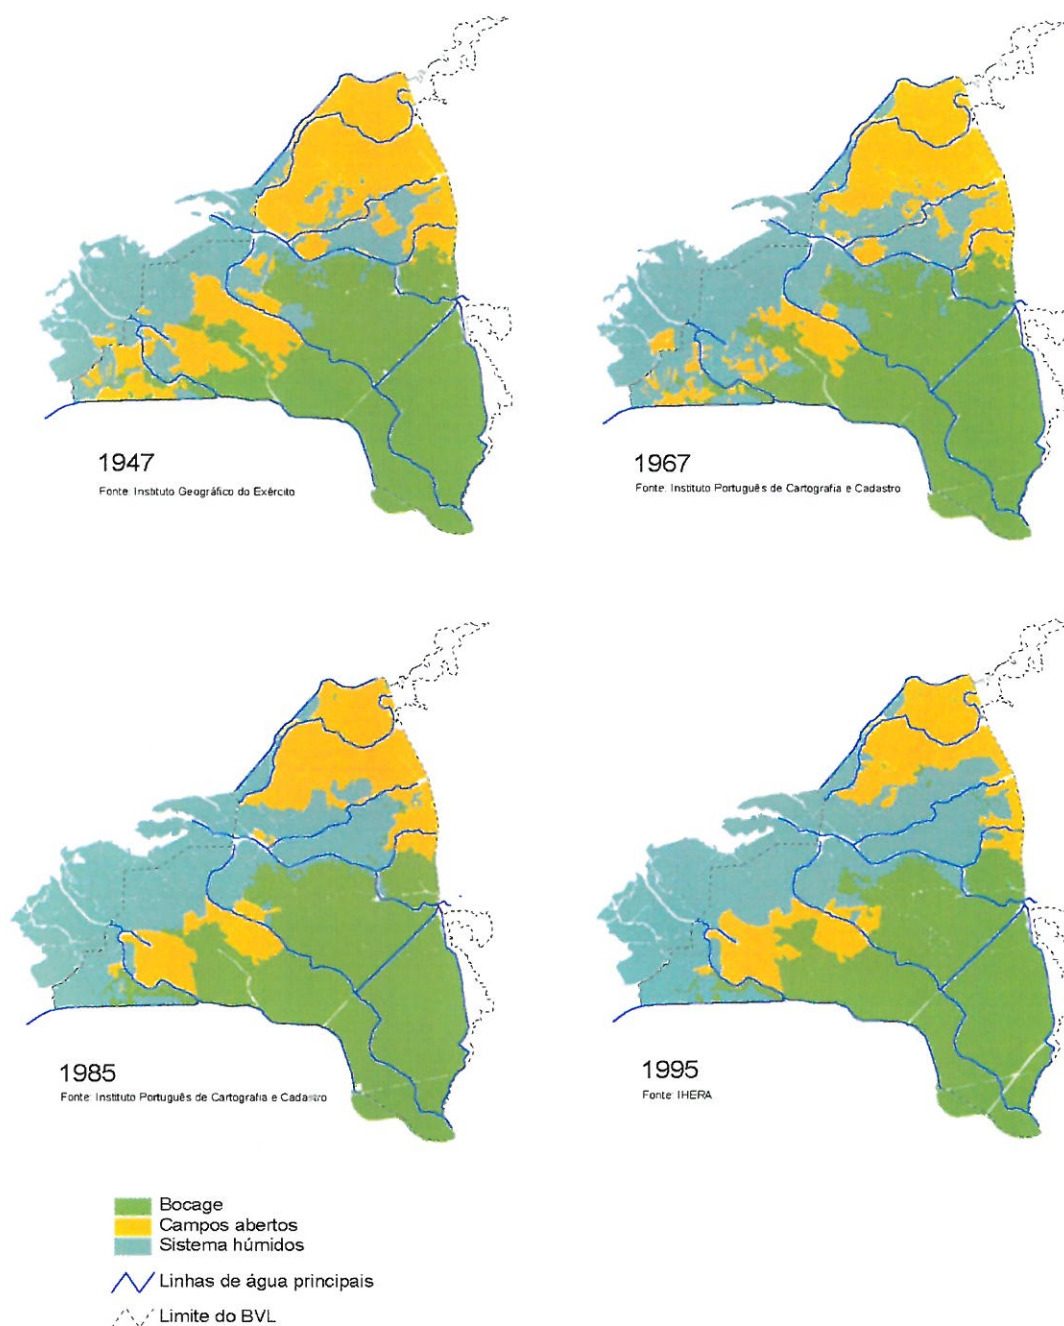 1947
Fonte: Instituto Geográfico do Exército
1967
Fonte: Instituto Português de Cartografia e Cadastro
1985
Fonte: Instituto Português de Cartografia e Cadastro
1995
Fonte: IHERA
Bocage
Campos abertos
Sistema húmidos
Linhas de água principais
Limite do BVL